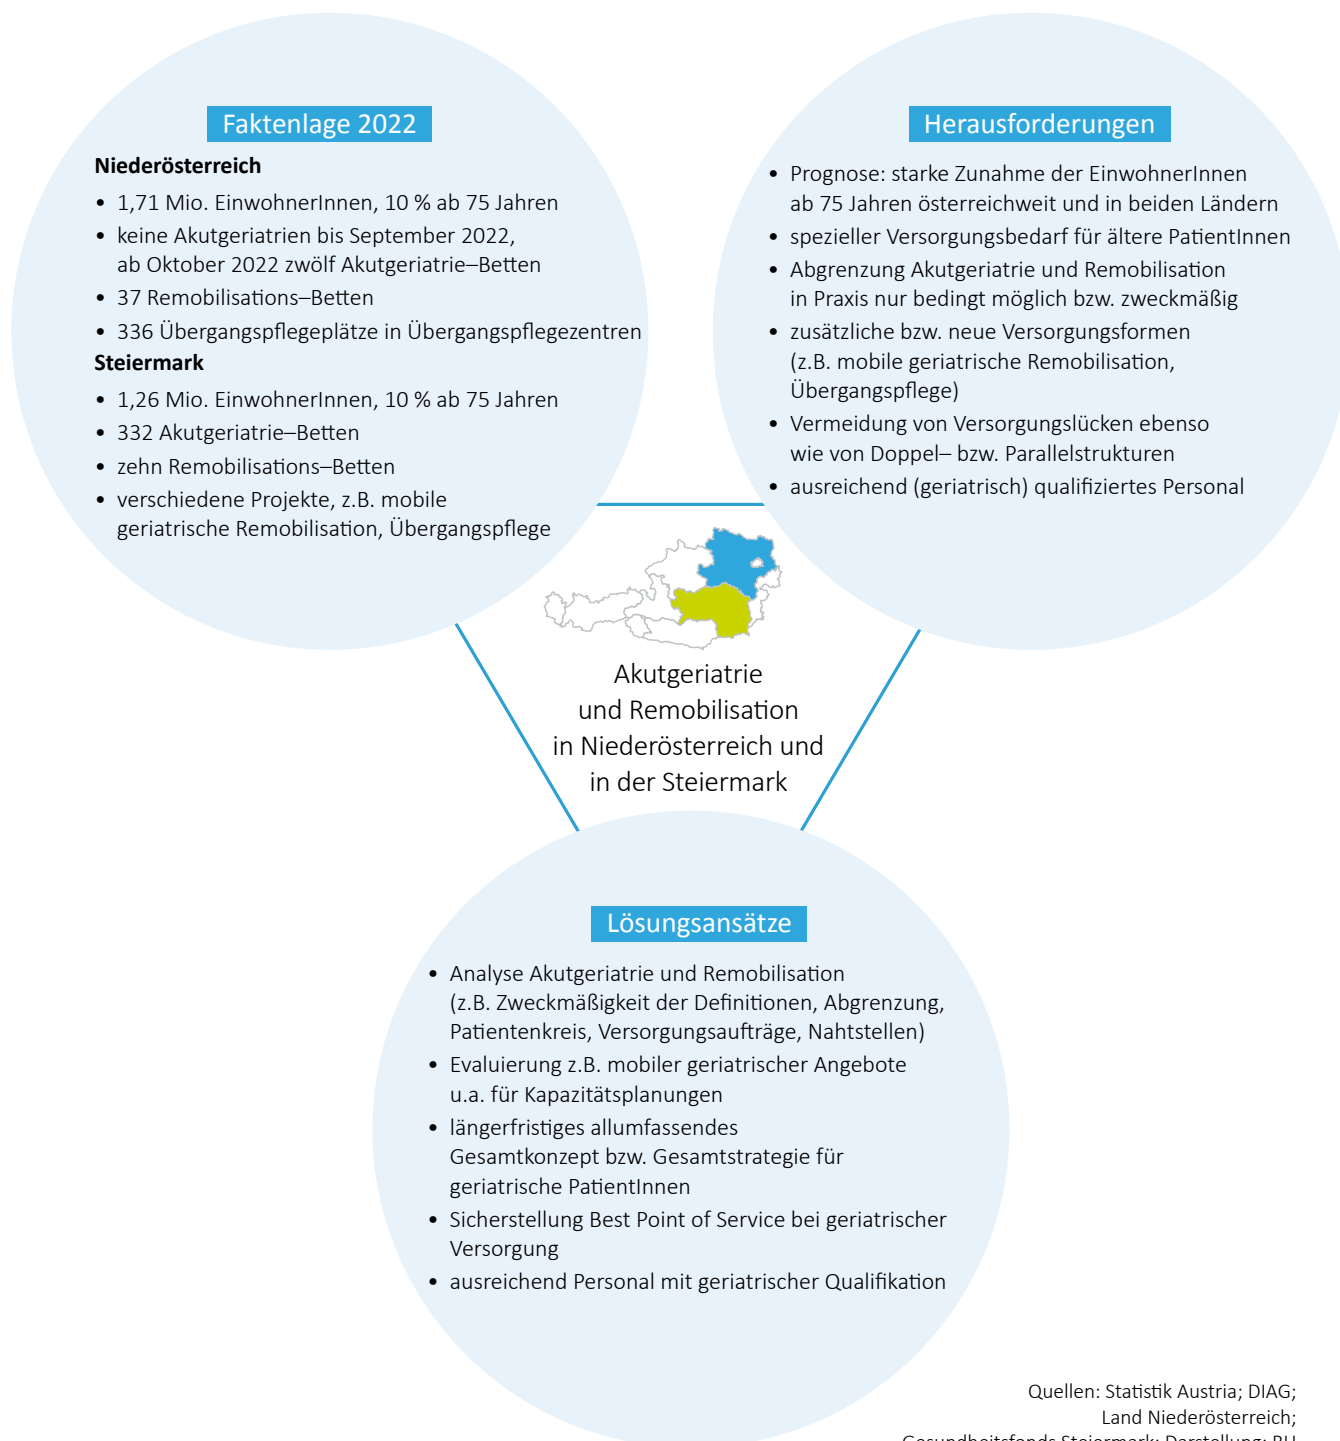 Faktenlage 2022
Niederösterreich
• 1,71 Mio. EinwohnerInnen, 10 % ab 75 Jahren
• keine Akutgeriatrien bis September 2022,
ab Oktober 2022 zwölf Akutgeriatrie–Betten
• 37 Remobilisations–Betten
• 336 Übergangspflegeplätze in Übergangspflegezentren
Steiermark
• 1,26 Mio. EinwohnerInnen, 10 % ab 75 Jahren
• 332 Akutgeriatrie–Betten
• zehn Remobilisations–Betten
• verschiedene Projekte, z.B. mobile
geriatrische Remobilisation, Übergangspflege
Herausforderungen
• Prognose: starke Zunahme der EinwohnerInnen
ab 75 Jahren österreichweit und in beiden Ländern
• spezieller Versorgungsbedarf für ältere PatientInnen
• Abgrenzung Akutgeriatrie und Remobilisation
in Praxis nur bedingt möglich bzw. zweckmäßig
• zusätzliche bzw. neue Versorgungsformen
(z.B. mobile geriatrische Remobilisation,
Übergangspflege)
• Vermeidung von Versorgungslücken ebenso
wie von Doppel– bzw. Parallelstrukturen
• ausreichend (geriatrisch) qualifiziertes Personal
Akutgeriatrie
und Remobilisation
in Niederösterreich und
in der Steiermark
Lösungsansätze
• Analyse Akutgeriatrie und Remobilisation
(z.B. Zweckmäßigkeit der Definitionen, Abgrenzung,
Patientenkreis, Versorgungsaufträge, Nahtstellen)
• Evaluierung z.B. mobiler geriatrischer Angebote
u.a. für Kapazitätsplanungen
• längerfristiges allumfassendes
Gesamtkonzept bzw. Gesamtstrategie für
geriatrische PatientInnen
• Sicherstellung Best Point of Service bei geriatrischer
Versorgung
• ausreichend Personal mit geriatrischer Qualifikation
Quellen: Statistik Austria; DIAG;
Land Niederösterreich;
Gesundheitsfonds Steiermark; Darstellung: RH